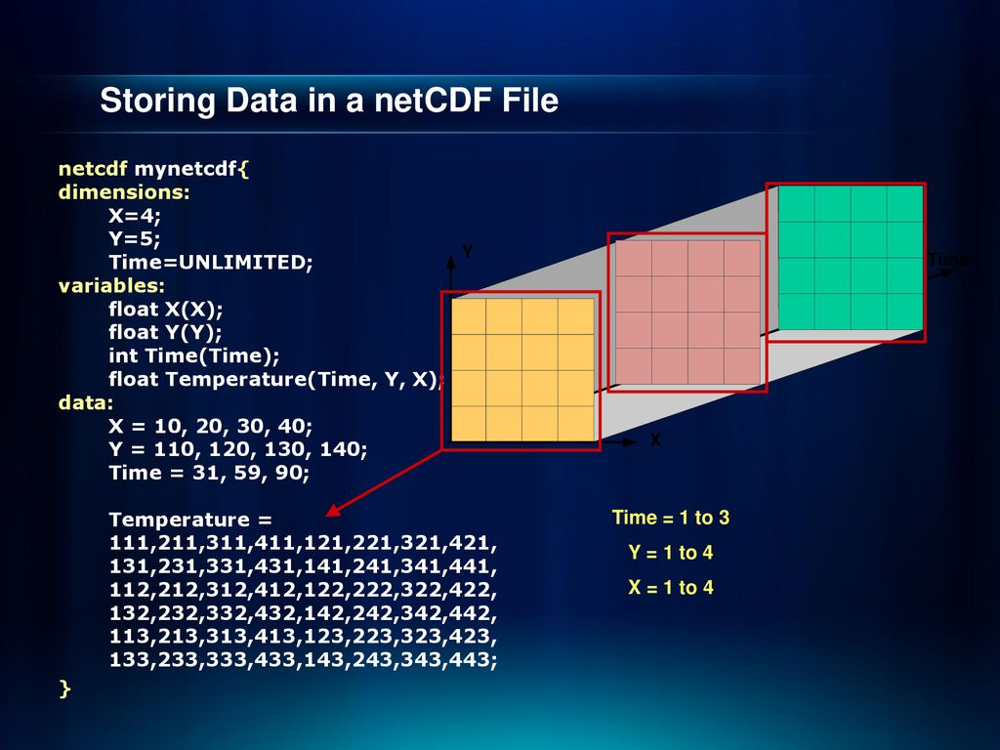 Storing Data in a netCDF File
netcdf mynetcdf{
dimensions:
X=4;
Y=5;
Time=UNLIMITED;
variables:
float X(X);
float Y(Y);
int Time(Time);
float Temperature(Time, Y, X);
data:
X = 10, 20, 30, 40;
Y = 110, 120, 130, 140;
Time = 31, 59, 90;
Temperature =
111,211,311,411,121,221,321,421,
131,231,331,431,141,241,341,441,
112,212,312,412,122,222,322,422,
132,232,332,432,142,242,342,442,
113,213,313,413,123,223,323,423,
133,233,333,433,143,243,343,443;
}
Y
Time
X
Time = 1 to 3
Y = 1 to 4
X = 1 to 4